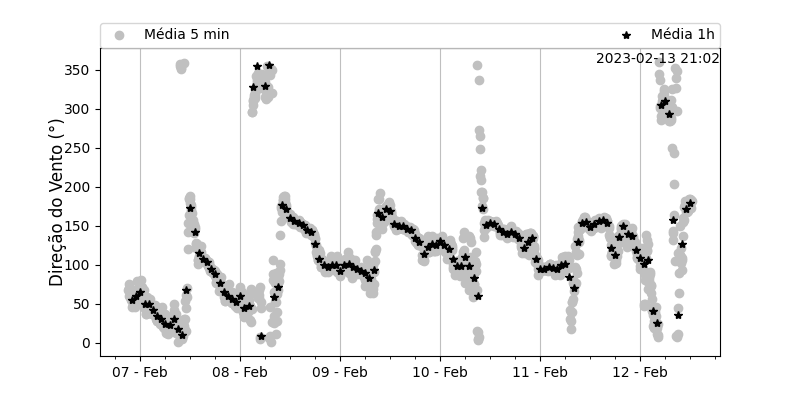 Média 5 min
Média 1h
2023-02-13 21:02
Direção do Vento (°)
350
300
250
200
150
100
50
0
07 - Feb
08 - Feb
09 - Feb
10 - Feb
11 - Feb
12 - Feb